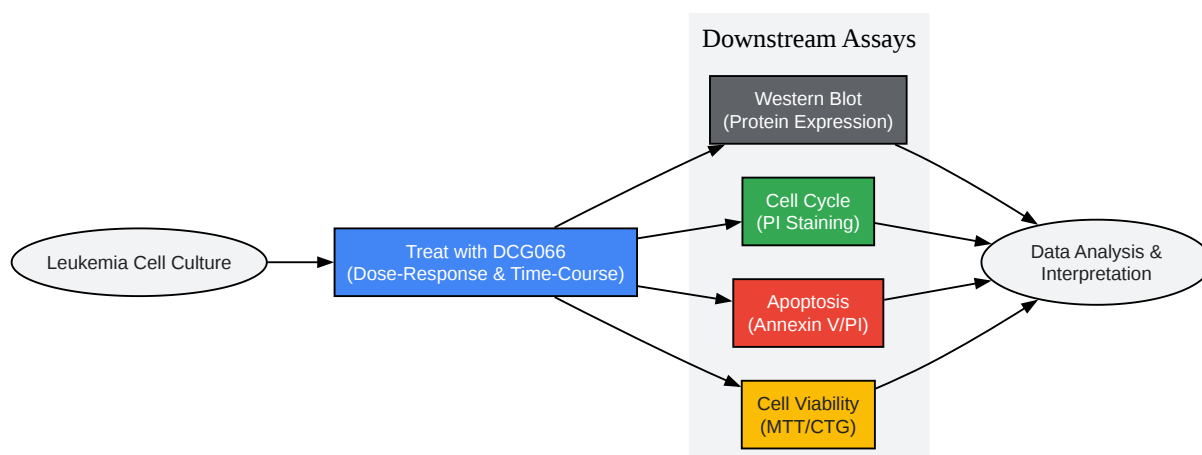 Downstream Assays
Western Blot
(Protein Expression)
Cell Cycle
(PI Staining)
Leukemia Cell Culture
Treat with DCG066
(Dose-Response & Time-Course)
Data Analysis &
Interpretation
Apoptosis
(Annexin V/PI)
Cell Viability
(MTT/CTG)